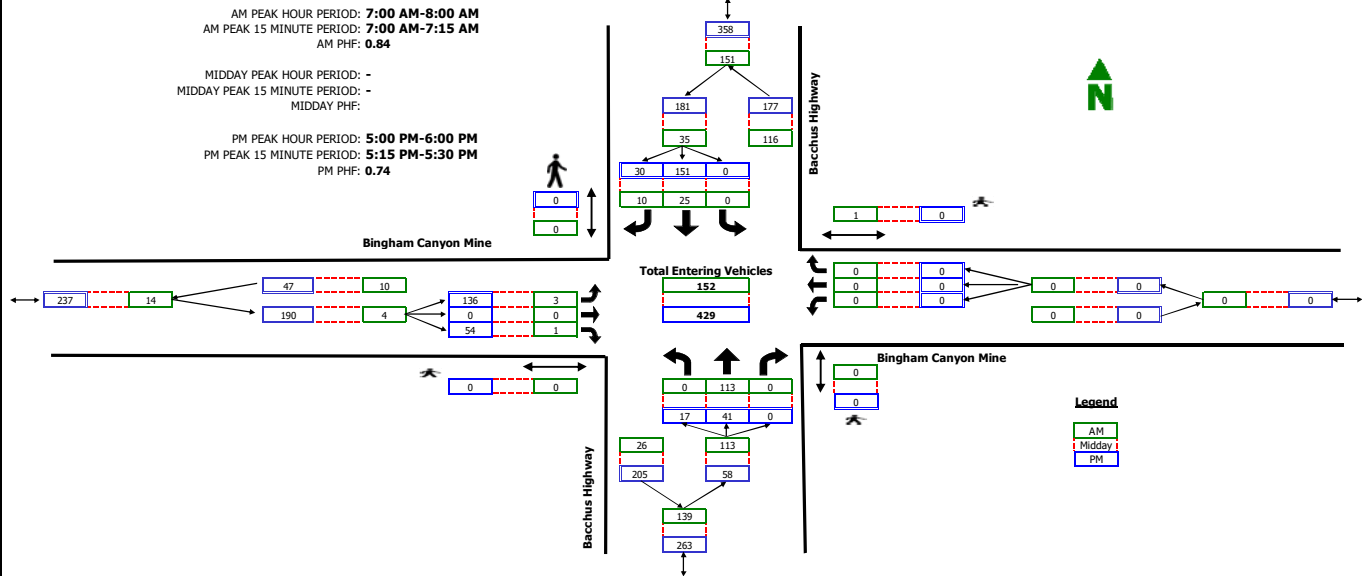 AM PEAK HOUR PERIOD: 7:00 AM-8:00 AM
AM PEAK 15 MINUTE PERIOD: 7:00 AM-7:15 AM
AM PHF: 0.84
MIDDAY PEAK HOUR PERIOD: -
MIDDAY PEAK 15 MINUTE PERIOD: -
MIDDAY PHF:
PM PEAK HOUR PERIOD: 5:00 PM-6:00 PM
PM PEAK 15 MINUTE PERIOD: 5:15 PM-5:30 PM
PM PHF: 0.74
358
151
181 177
35 116
30 151 0
10 25 0
Bacchus Highway
N
0
0
1 0
Bingham Canyon Mine
Total Entering Vehicles
152
429
237 14
47 10
190 4
136 3
0 0
54 1
0 0
0 0
0 0
0 0
0 0
0 0
Bingham Canyon Mine
0 0
0
0
0 113 0
17 41 0
26 113
205 58
139
263
Bacchus Highway
Legend
AM
Midday
PM